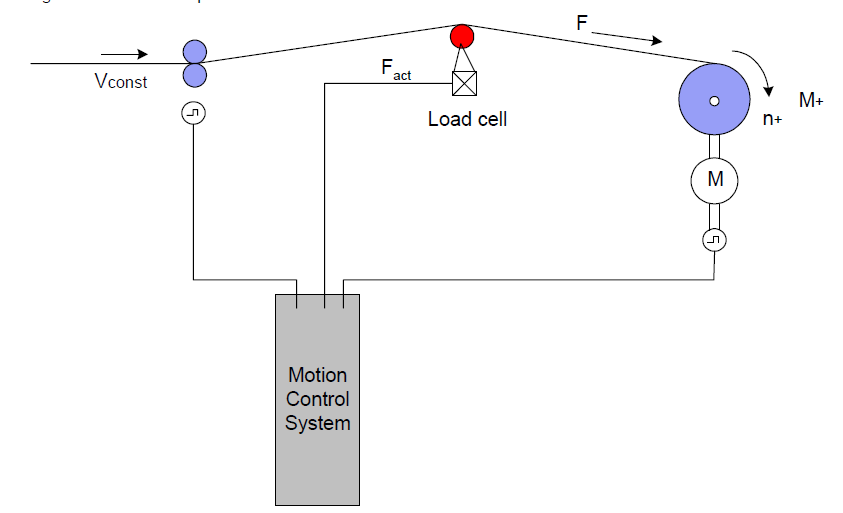 F
Vconst
Fact
Load cell
M+
n+
M
Motion
Control
System